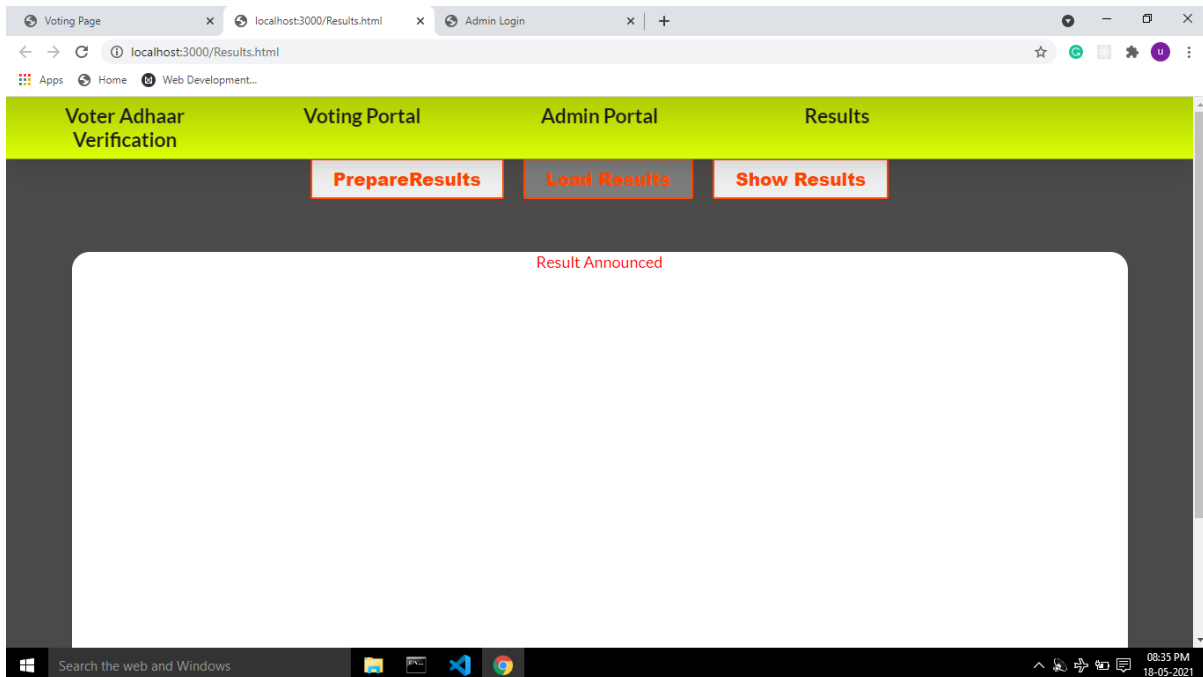 Voting Page
localhost:3000/Results.html
Admin Login
localhost:3000/Results.html
Apps
Home
Web Development...
Voter Adhaar
Verification
Voting Portal
Admin Portal
Results
PrepareResults
Load Results
Show Results
Result Announced
Search the web and Windows
08:35 PM
18-05-2021